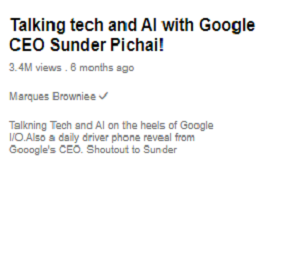 Talking tech and AI with Google
CEO Sunder Pichai!
3.4M views . 6 months ago
Marques Browniee ✓
Talkning Tech and AI on the heels of Google
I/O.Also a daily driver phone reveal from
Gooogle's CEO. Shoutout to Sunder